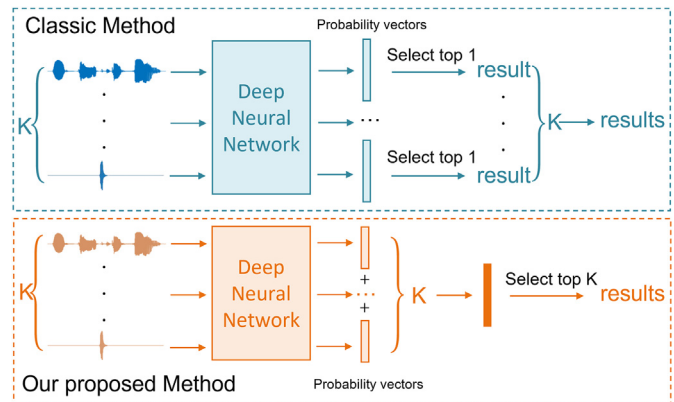 Classic Method
Probability vectors
Select top 1
result
K
Deep
Neural
Network
...
K
results
Select top 1
result
K
Deep
Neural
Network
+
...
+
K
Select top K
results
Our proposed Method
Probability vectors